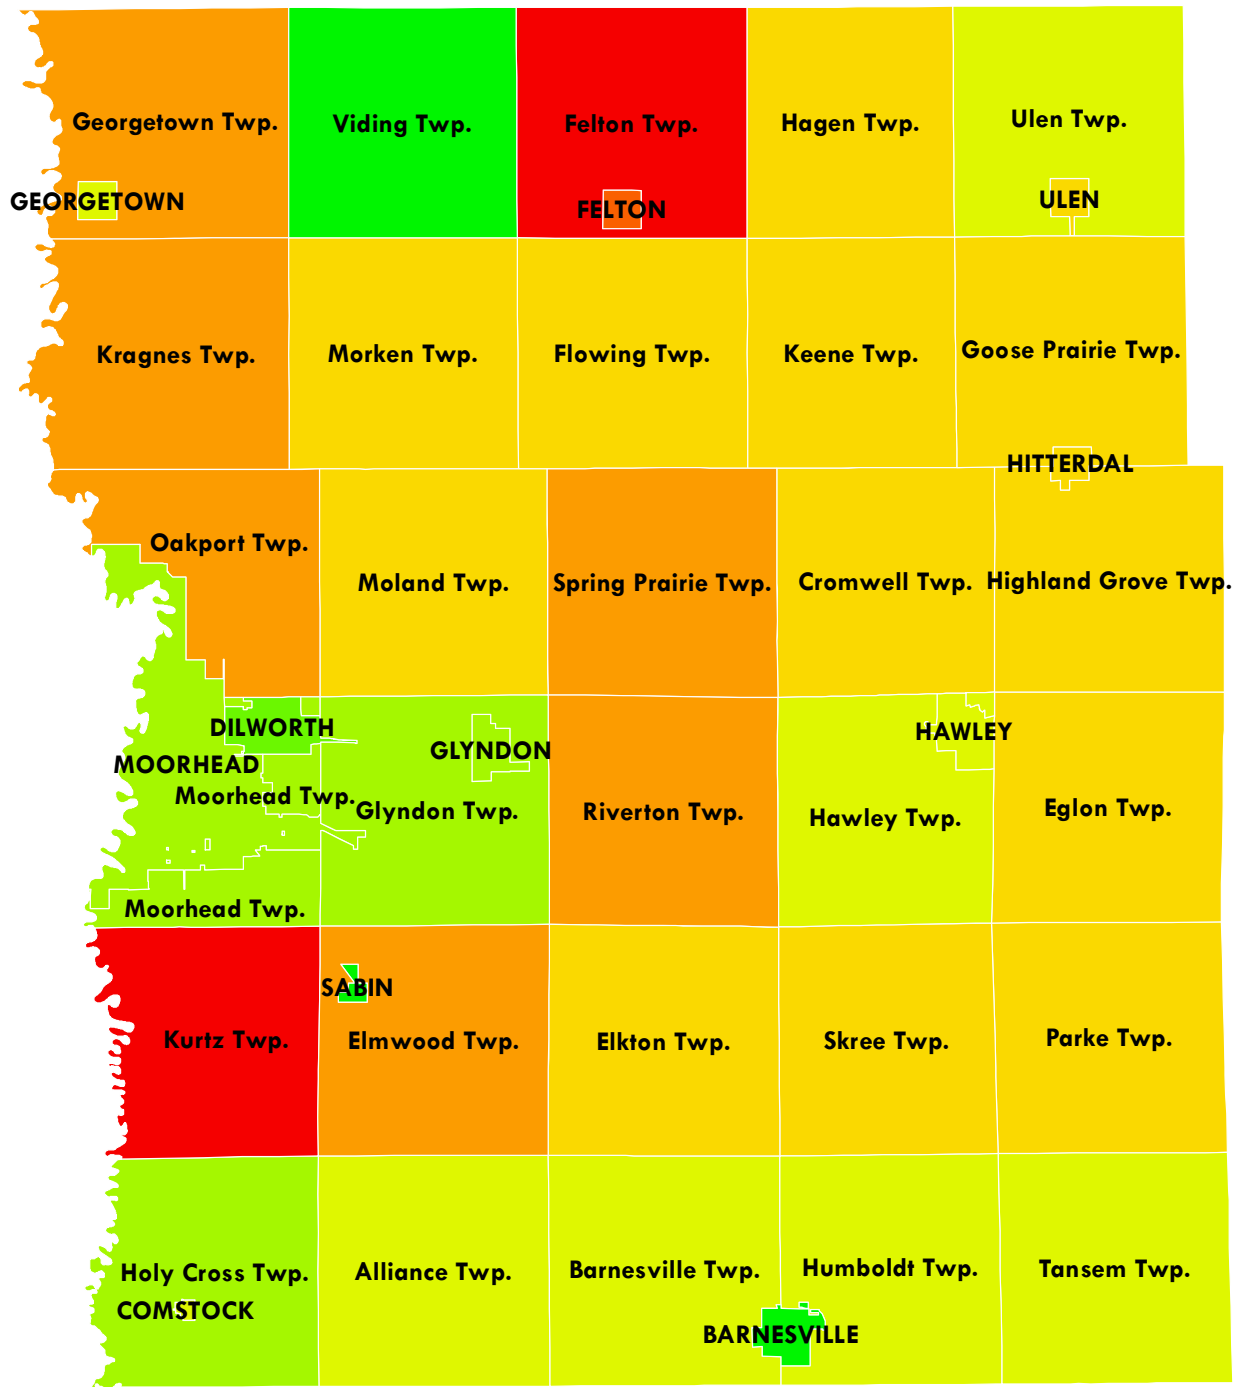 Georgetown Twp.
Viding Twp.
Felton Twp.
Hagen Twp.
Ulen Twp.
GEORGETOWN
FELTON
ULEN
Kragnes Twp.
Morken Twp.
Flowing Twp.
Keene Twp.
Goose Prairie Twp.
HITTERDAL
Oakport Twp.
Moland Twp.
Spring Prairie Twp.
Cromwell Twp.
Highland Grove Twp.
DILWORTH
GLYNDON
HAWLEY
MOORHEAD
Moorhead Twp.
Glyndon Twp.
Riverton Twp.
Hawley Twp.
Eglon Twp.
Moorhead Twp.
SABIN
Kurtz Twp.
Elmwood Twp.
Elkton Twp.
Skree Twp.
Parke Twp.
Holy Cross Twp.
Alliance Twp.
Barnesville Twp.
Humboldt Twp.
Tansem Twp.
COMSTOCK
BARNESVILLE